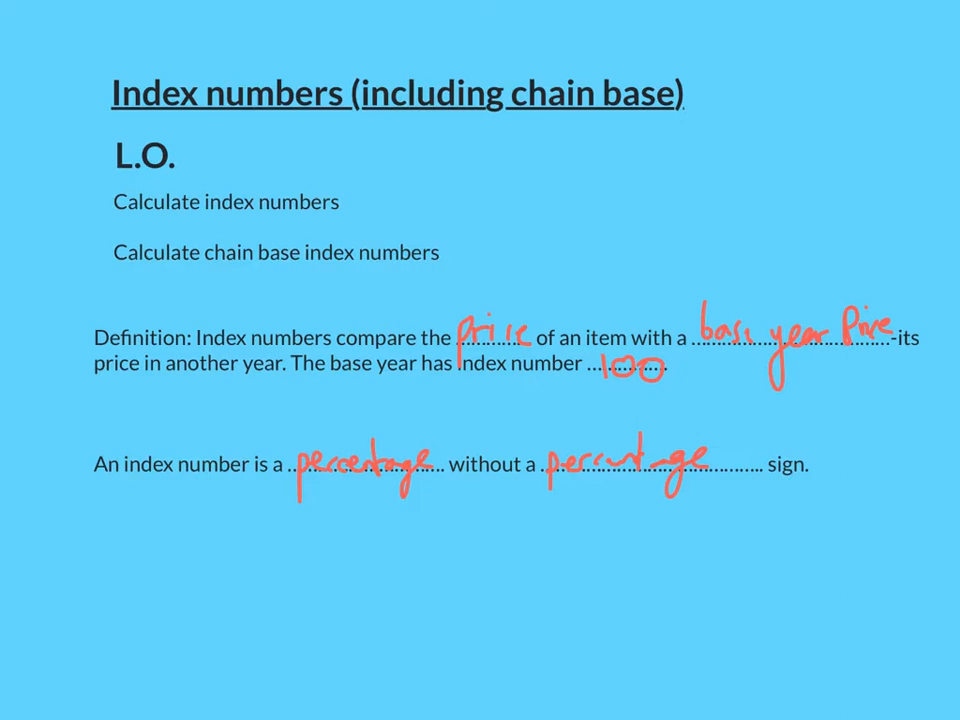 Index numbers (including chain base)
L.O.
Calculate index numbers
Calculate chain base index numbers
Definition: Index numbers compare the price of an item with a base year Price -its
price in another year. The base year has index number 100.
An index number is a percentage. without a percentage sign.